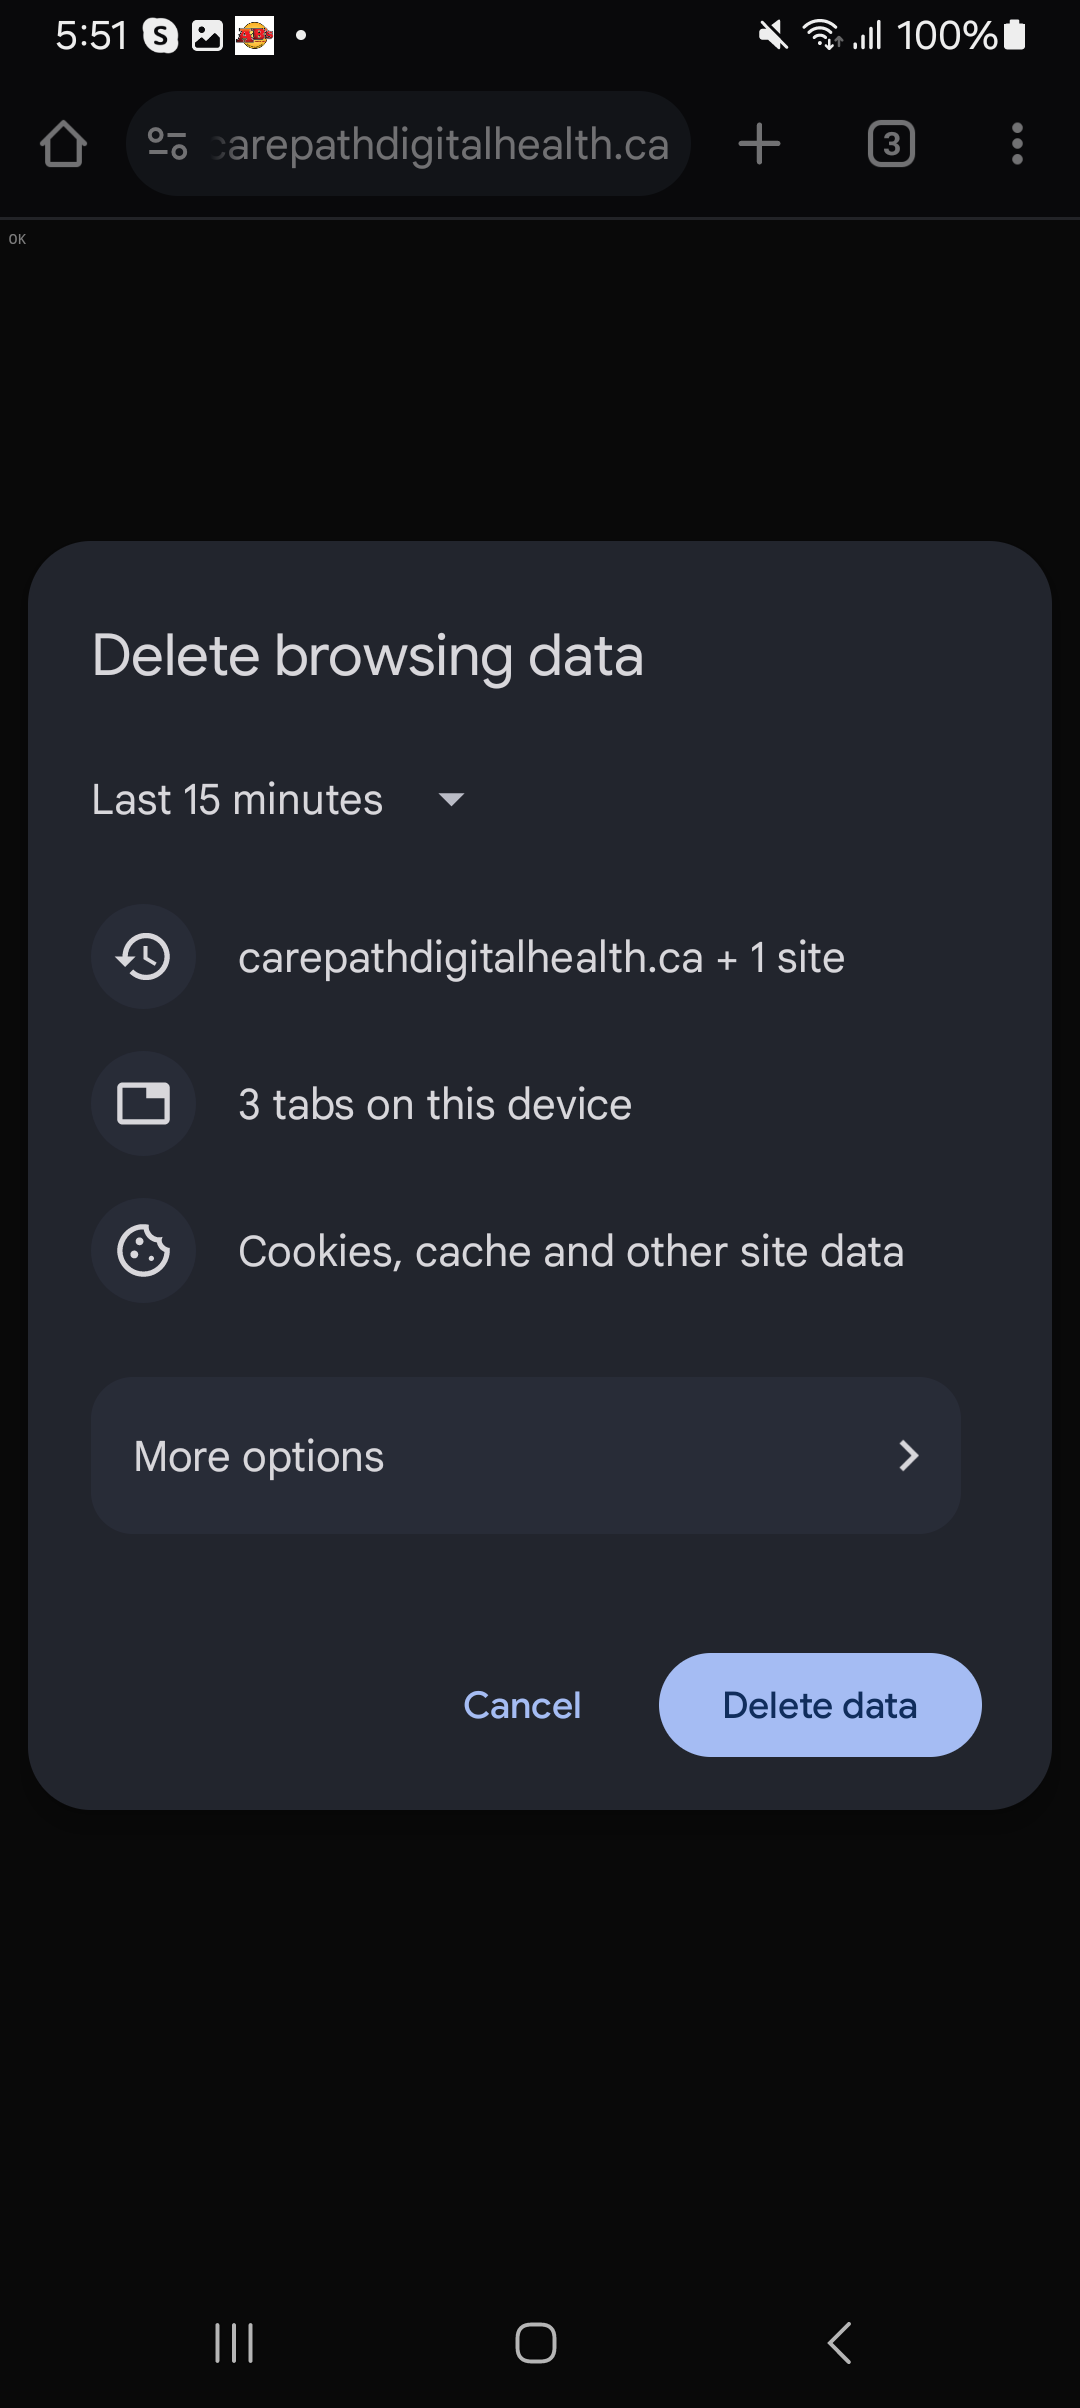 5:51 S ABs 100%
carepathdigitalhealth.ca 3
OK
Delete browsing data
Last 15 minutes
carepathdigitalhealth.ca + 1 site
3 tabs on this device
Cookies, cache and other site data
More options
Cancel Delete data